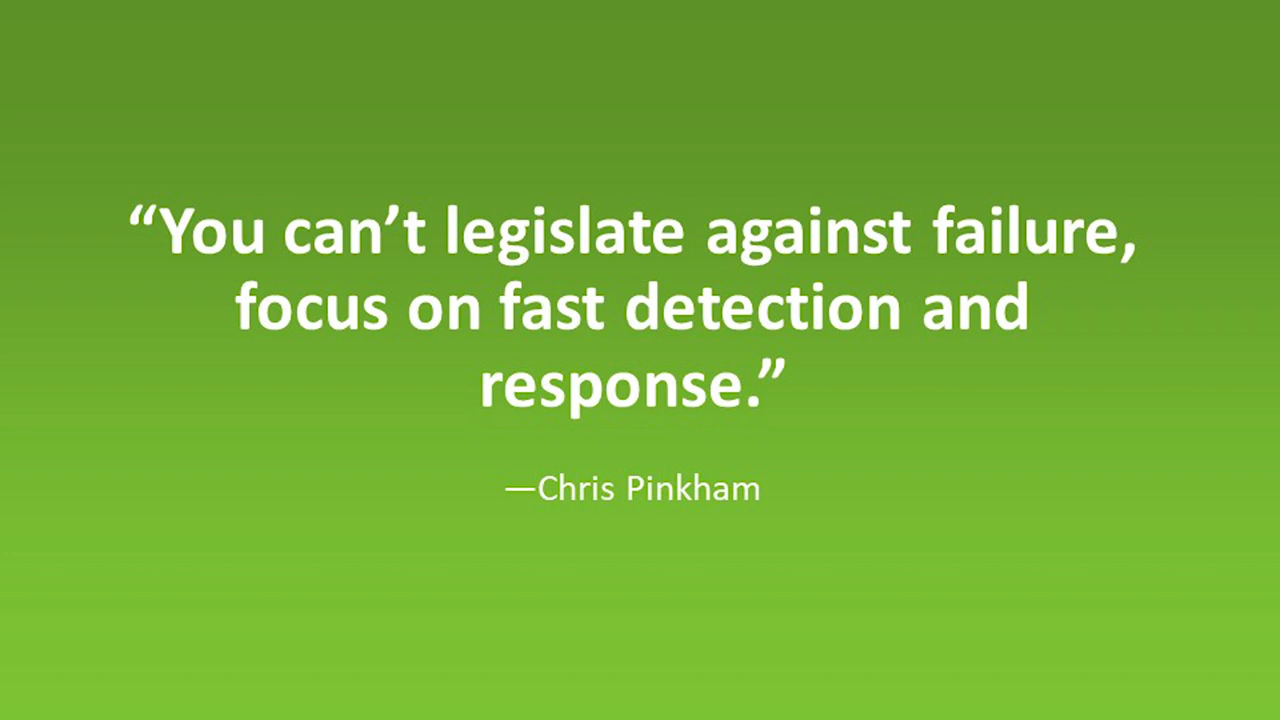 “You can’t legislate against failure,
focus on fast detection and
response.”
—Chris Pinkham